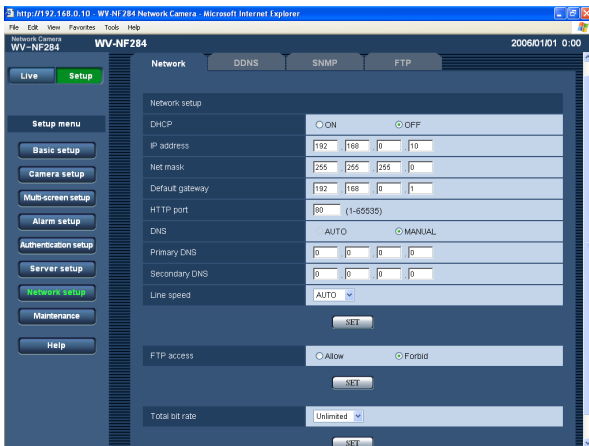 http://192.168.0.10 - WV-NF284 Network Camera - Microsoft Internet Explorer
File Edit View Favorites Tools Help
Network Camera
WV-NF284
WV-NF284
2006/01/01 0:00
Live Setup
Network DDNS SNMP FTP
Setup menu
Basic setup
Camera setup
Multi-screen setup
Alarm setup
Authentication setup
Server setup
Network setup
Maintenance
Help
Network setup
DHCP ON OFF
IP address 192 . 168 . 0 . 10
Net mask 255 . 255 . 255 . 0
Default gateway 192 . 168 . 0 . 1
HTTP port 80 (1-65535)
DNS AUTO MANUAL
Primary DNS 0 . 0 . 0 . 0
Secondary DNS 0 . 0 . 0 . 0
Line speed AUTO
SET
FTP access Allow Forbid
SET
Total bit rate Unlimited
SET